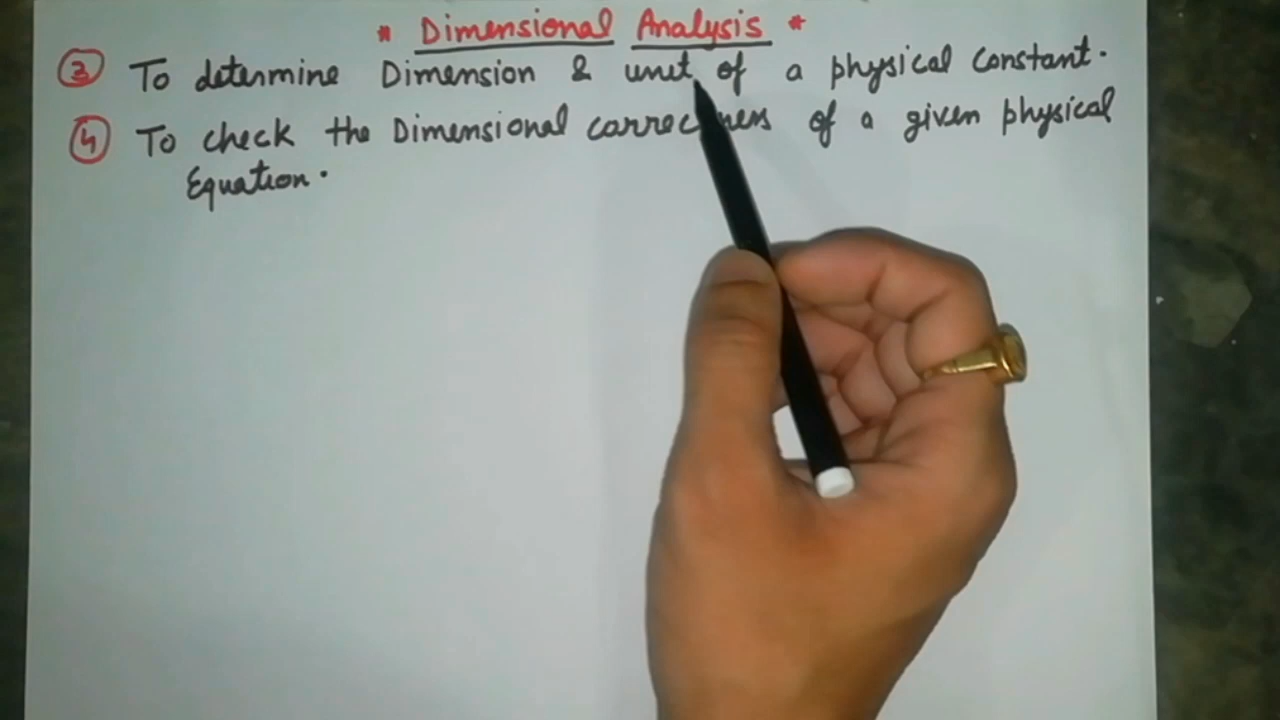 * Dimensional Analysis *
③ To determine Dimension & unit of a physical constant.
④ To check the Dimensional of a given physical
Equation.